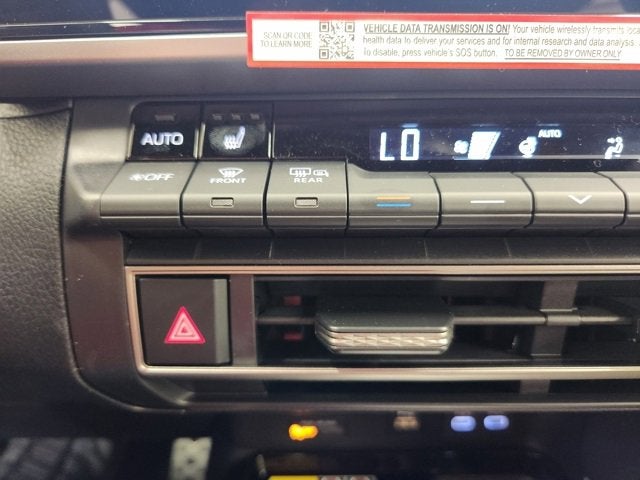 SCAN OR CODE
TO LEARN MORE
VEHICLE DATA TRANSMISSION IS ON! Your vehicle wirelessly transmits loca
health data to deliver your services and for internal research and data analysis.
To disable, press vehicle's SOS button. TO BE REMOVED BY OWNER ONLY
AUTO
LO
AUTO
OFF
FRONT
REAR